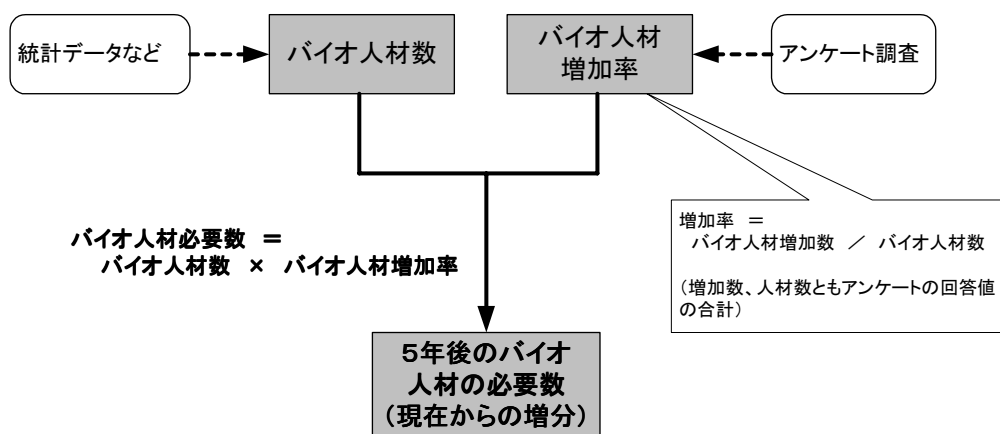 統計データなど
バイオ人材数
バイオ人材
増加率
アンケート調査
バイオ人材必要数 ＝
バイオ人材数 × バイオ人材増加率
増加率 ＝
バイオ人材増加数 ／ バイオ人材数
（増加数、人材数ともアンケートの回答値
の合計）
５年後のバイオ
人材の必要数
（現在からの増分）